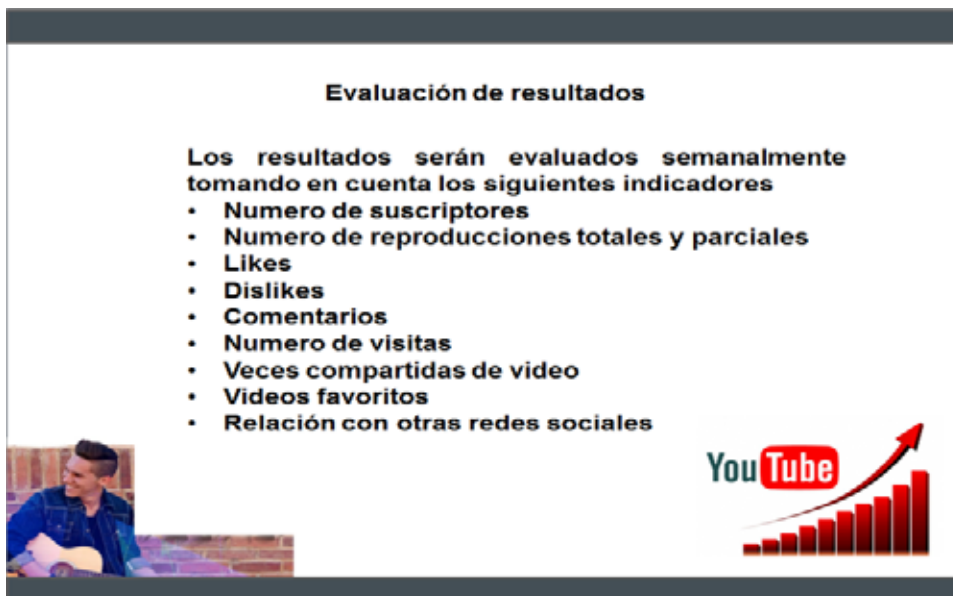 Evaluación de resultados
Los resultados serán evaluados semanalmente
tomando en cuenta los siguientes indicadores
• Numero de suscriptores
• Numero de reproducciones totales y parciales
• Likes
• Dislikes
• Comentarios
• Numero de visitas
• Veces compartidas de video
• Videos favoritos
• Relación con otras redes sociales
YouTube